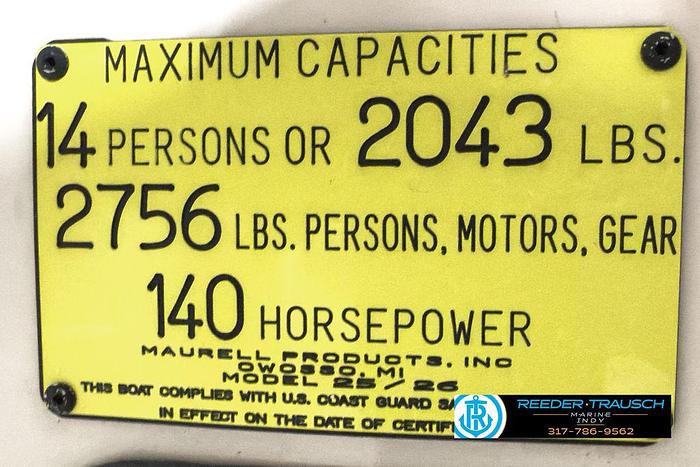 MAXIMUM CAPACITIES
14 PERSONS OR 2043 LBS.
2756 LBS. PERSONS, MOTORS, GEAR
140 HORSEPOWER
MAURELL PRODUCTS, INC
OWOSSO, MI
MODEL 25 / 26
THIS BOAT COMPLIES WITH U.S. COAST GUARD
IN EFFECT ON THE DATE OF CERTIF
REEDER·TRAUSCH
MARINE
INDY
317-786-9562